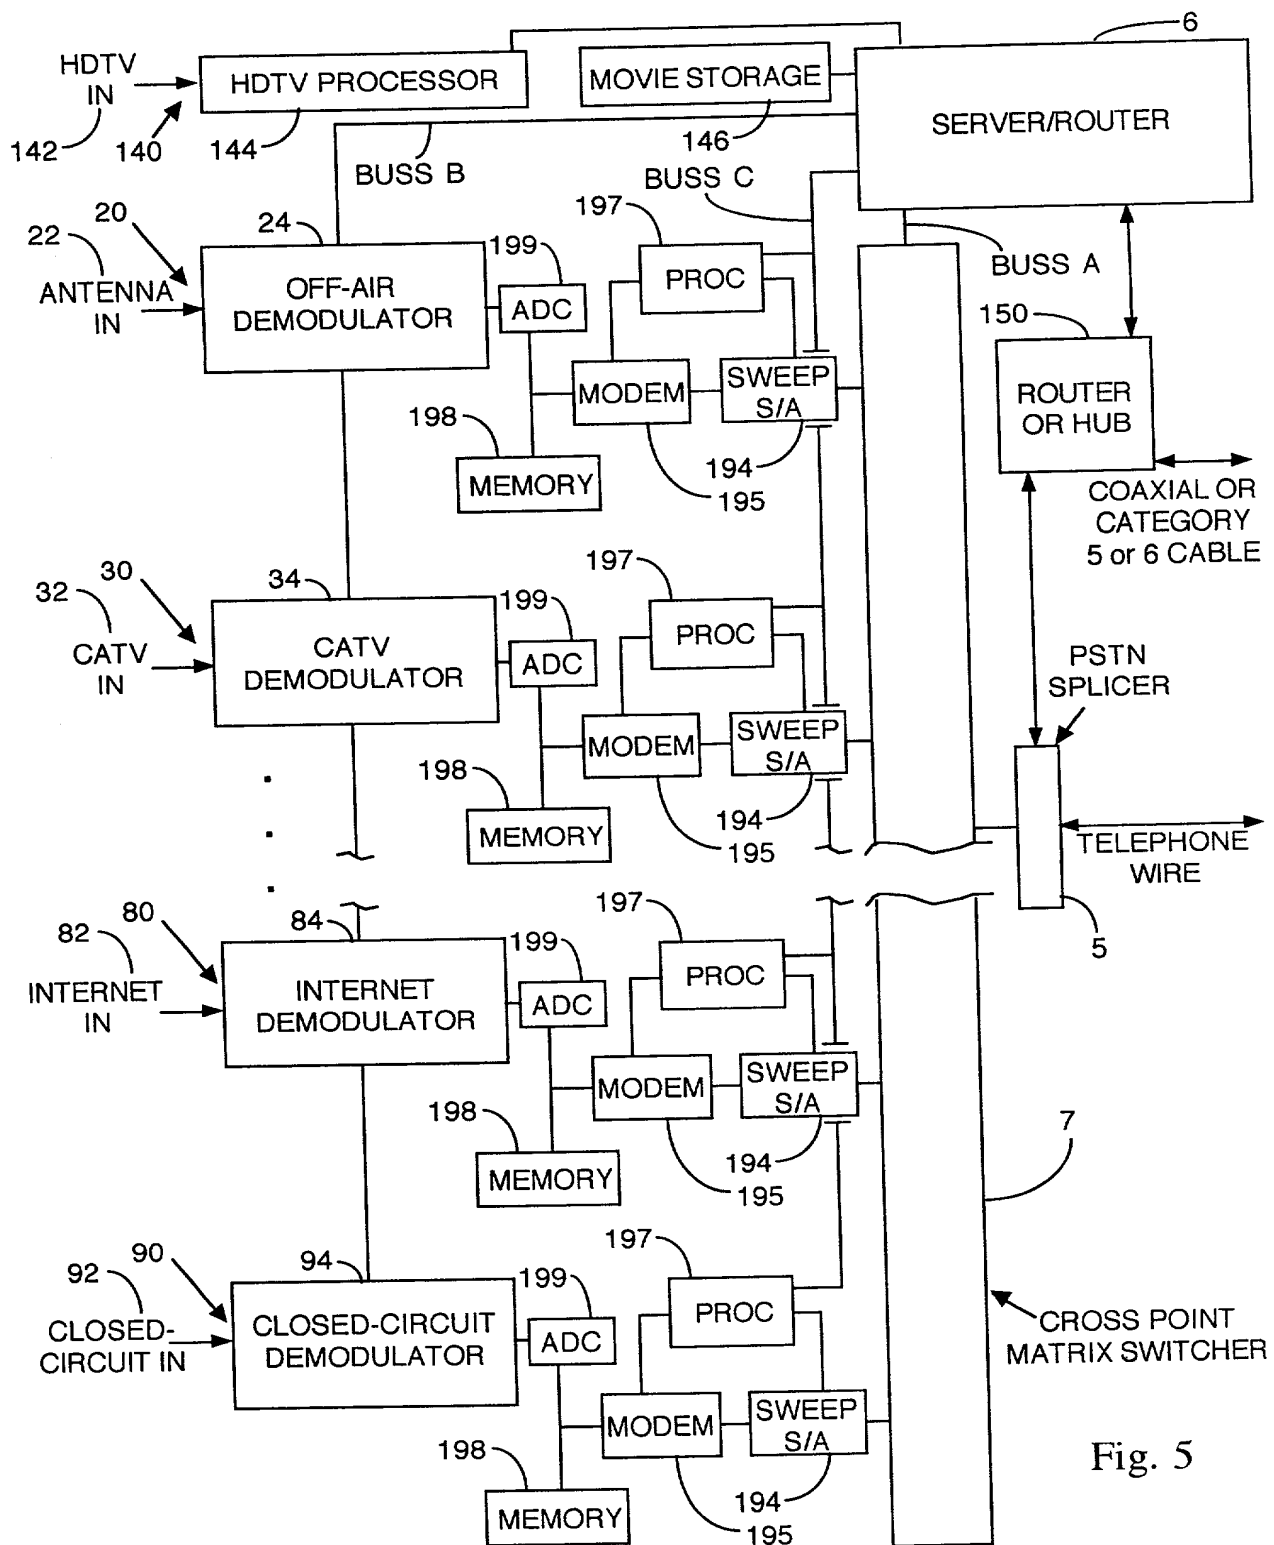 6
HDTV
IN
HDTV PROCESSOR
MOVIE STORAGE
SERVER/ROUTER
142
140
144
146
BUSS B
BUSS C
BUSS A
20
22
24
ANTENNA
IN
OFF-AIR
DEMODULATOR
199
ADC
197
PROC
MODEM
SWEEP
S/A
198
MEMORY
194
195
150
ROUTER
OR HUB
COAXIAL OR
CATEGORY
5 or 6 CABLE
30
32
34
CATV
IN
CATV
DEMODULATOR
199
ADC
197
PROC
MODEM
SWEEP
S/A
198
MEMORY
194
195
PSTN
SPLICER
TELEPHONE
WIRE
5
80
82
84
INTERNET
IN
INTERNET
DEMODULATOR
199
ADC
197
PROC
MODEM
SWEEP
S/A
198
MEMORY
194
195
7
90
92
94
CLOSED-
CIRCUIT IN
CLOSED-CIRCUIT
DEMODULATOR
199
ADC
197
PROC
MODEM
SWEEP
S/A
198
MEMORY
194
195
CROSS POINT
MATRIX SWITCHER
Fig. 5